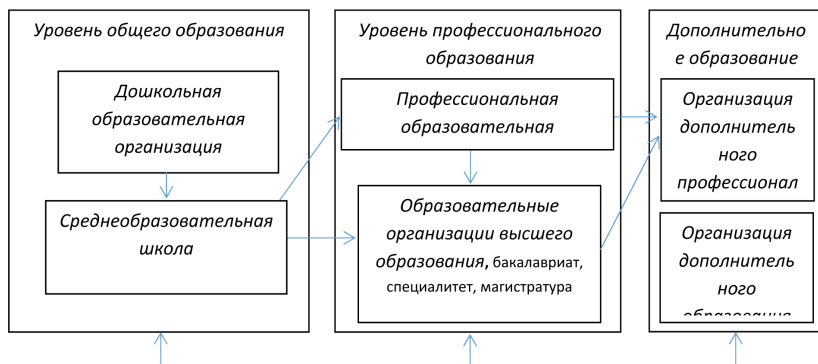 Уровень общего образования
Дошкольная
образовательная
организация
Среднеобразовательная
школа
Уровень профессионального
образования
Профессиональная
образовательная
Образовательные
организации высшего
образования, бакалавриат,
специалитет, магистратура
Дополнительно
е образование
Организация
дополнитель
ного
профессионал
Организация
дополнитель
ного
образования